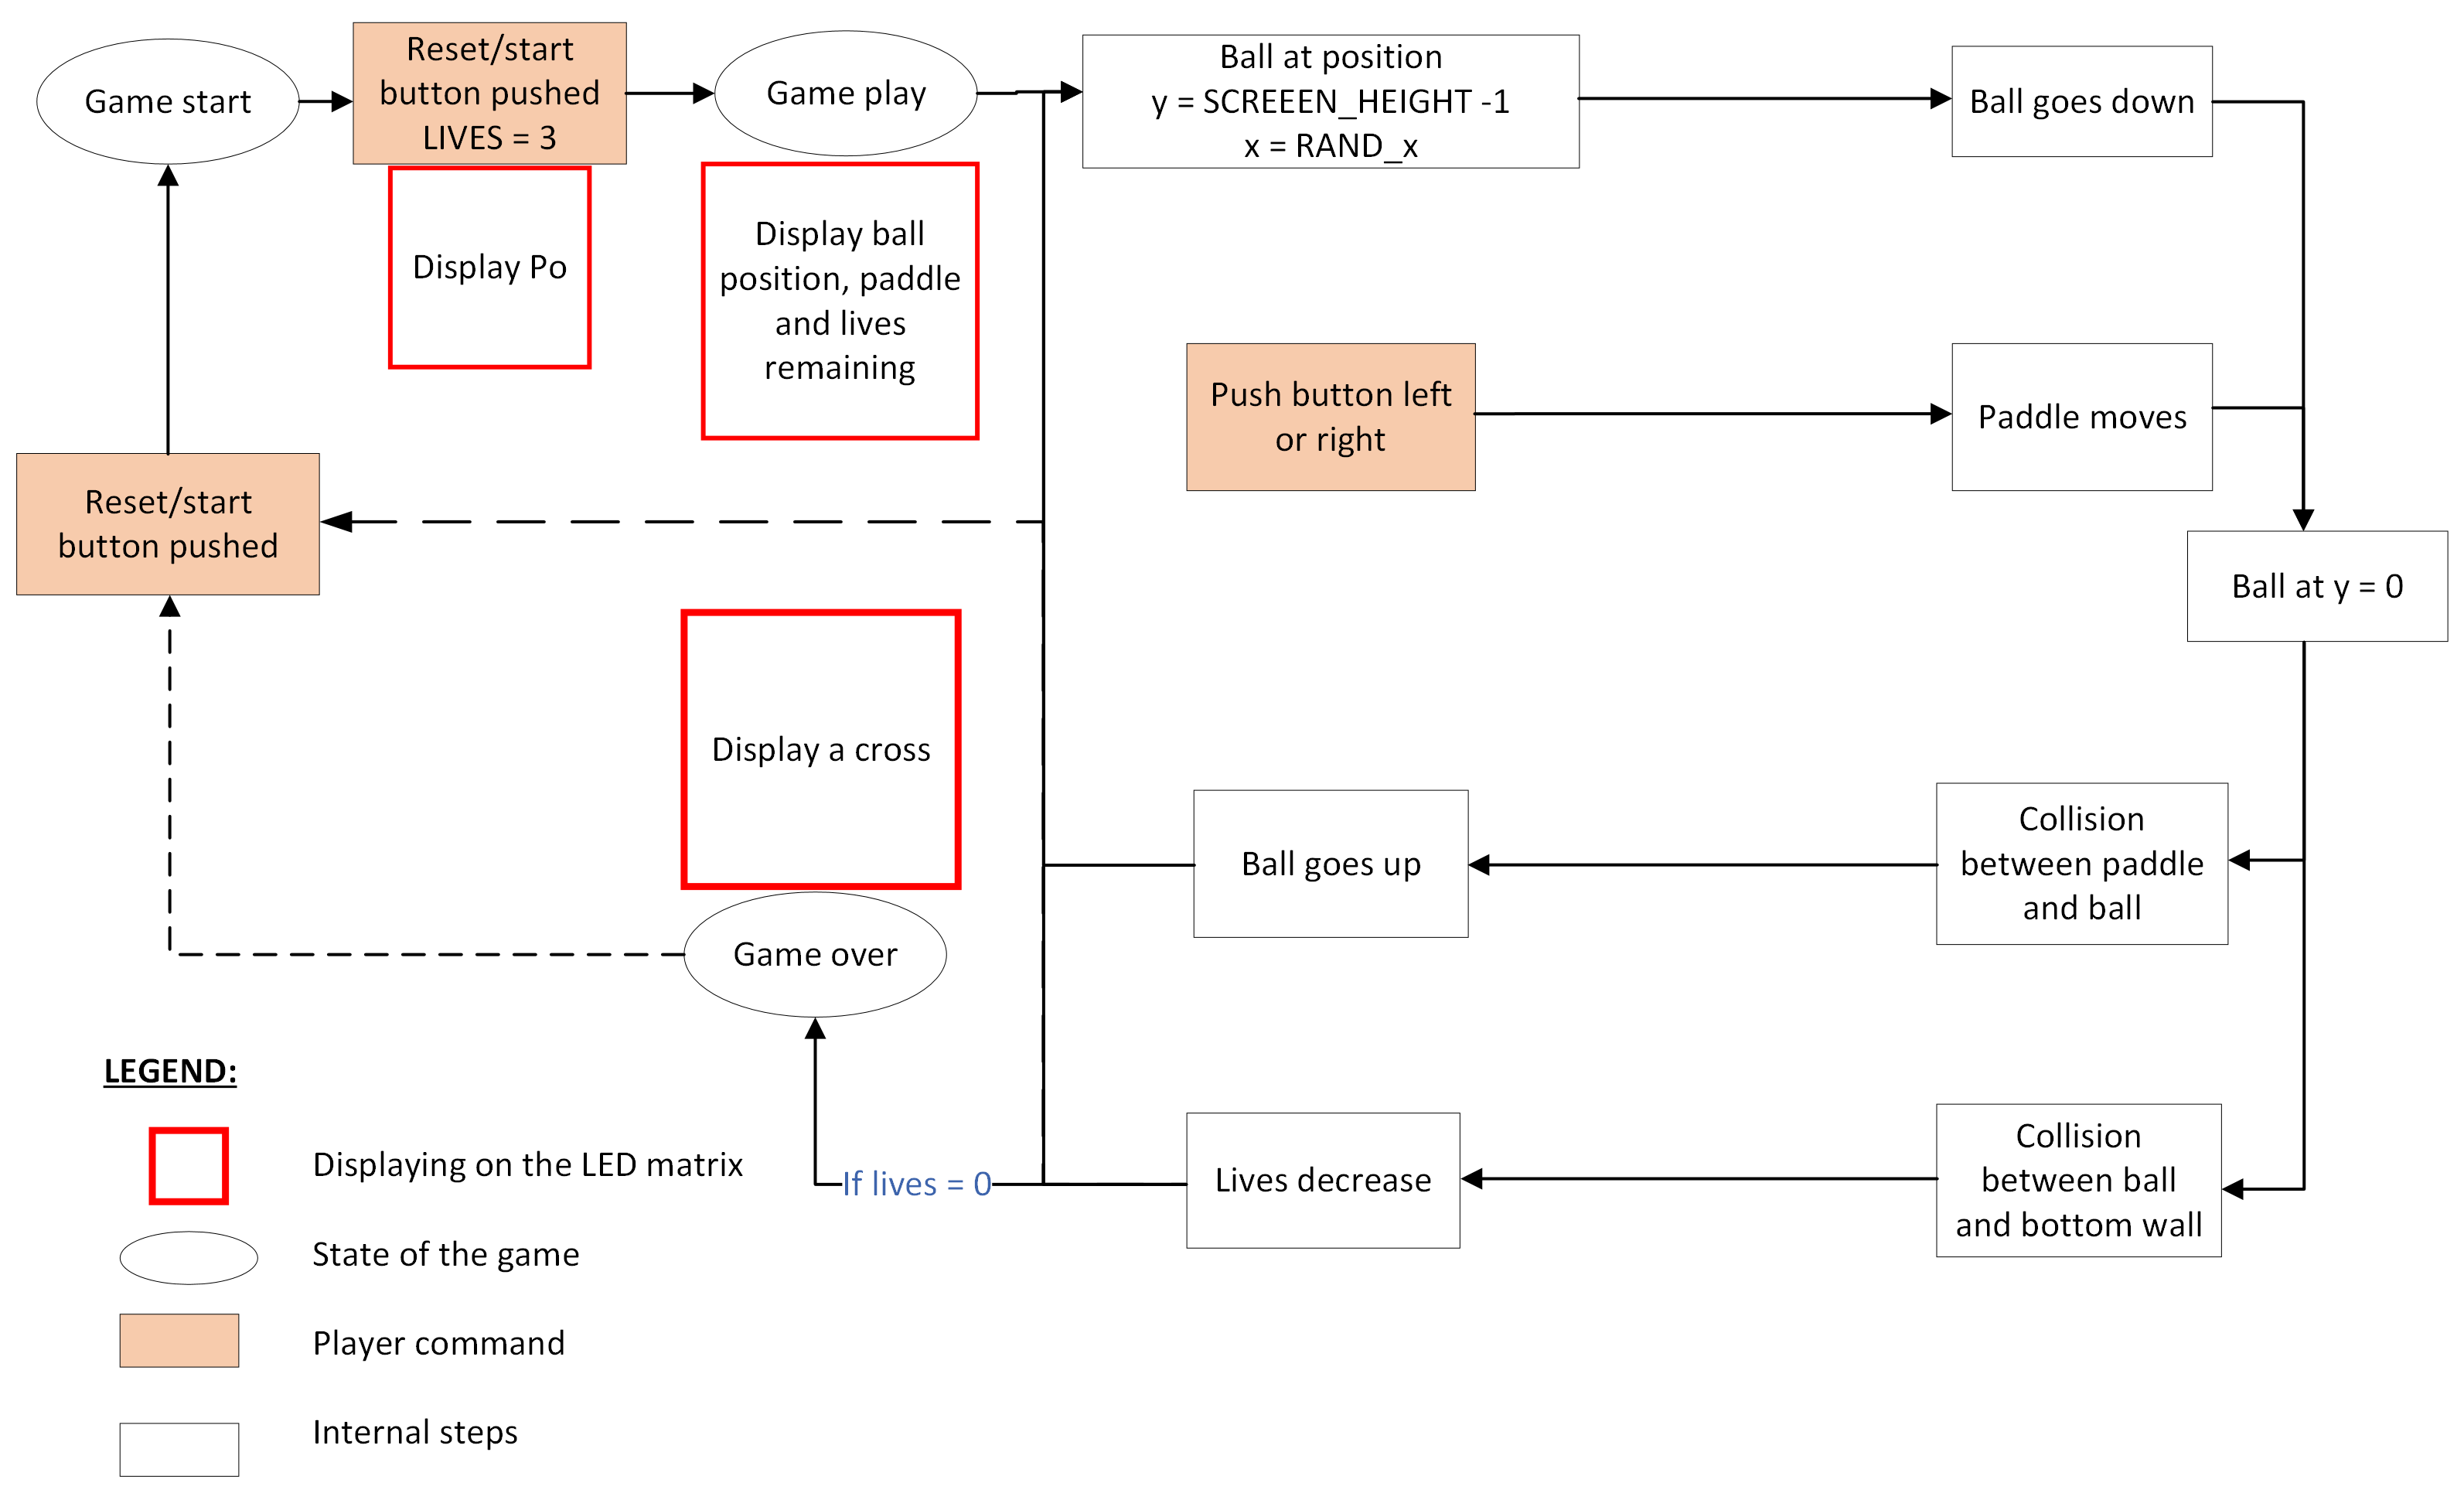 Game start
Reset/start
button pushed
LIVES = 3
Game play
Ball at position
y = SCREEEN_HEIGHT -1
x = RAND_x
Ball goes down
Display Po
Display ball
position, paddle
and lives
remaining
Push button left
or right
Paddle moves
Reset/start
button pushed
Ball at y = 0
Display a cross
Ball goes up
Collision
between paddle
and ball
Game over
If lives = 0
Lives decrease
Collision
between ball
and bottom wall
LEGEND:
Displaying on the LED matrix
State of the game
Player command
Internal steps